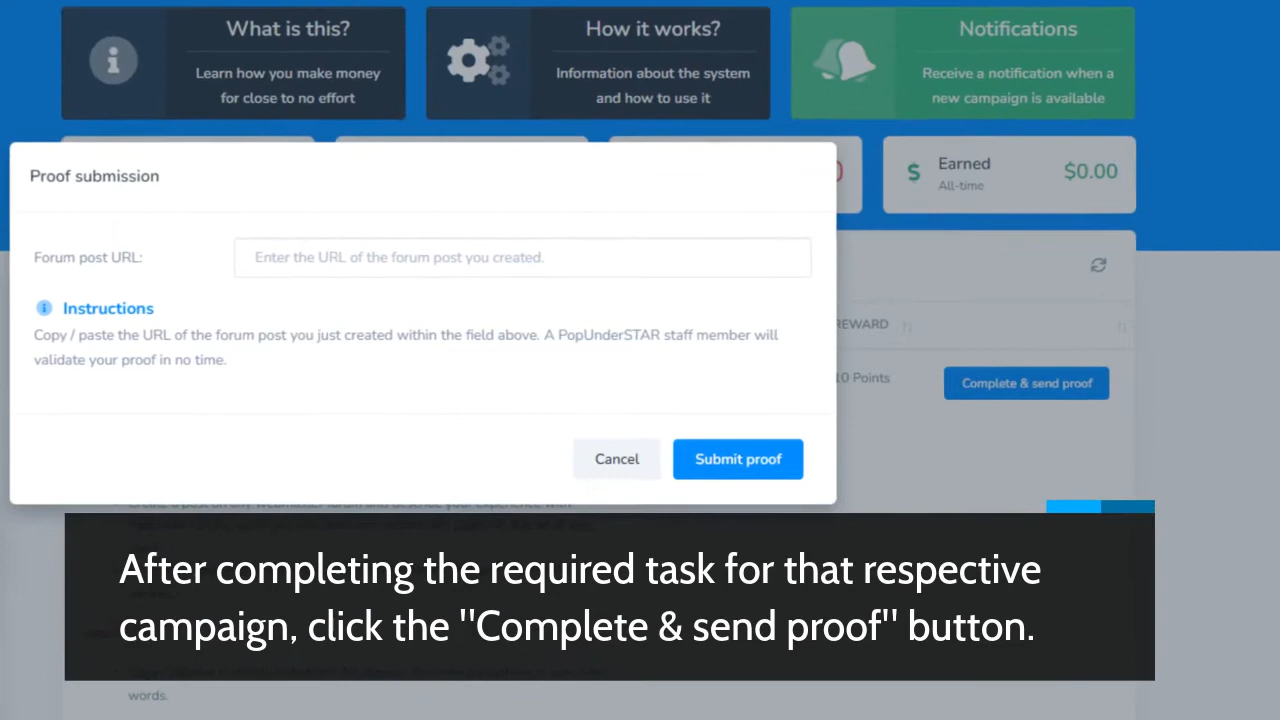 What is this?
Learn how you make money
for close to no effort
How it works?
Information about the system
and how to use it
Notifications
Receive a notification when a
new campaign is available
Earned
All-time
$0.00
Proof submission
Forum post URL:
Enter the URL of the forum post you created.
Instructions
Copy / paste the URL of the forum post you just created within the field above. A PopUnderSTAR staff member will
validate your proof in no time.
Cancel
Submit proof
REWARD
10 Points
Complete & send proof
After completing the required task for that respective
campaign, click the "Complete & send proof" button.
words.